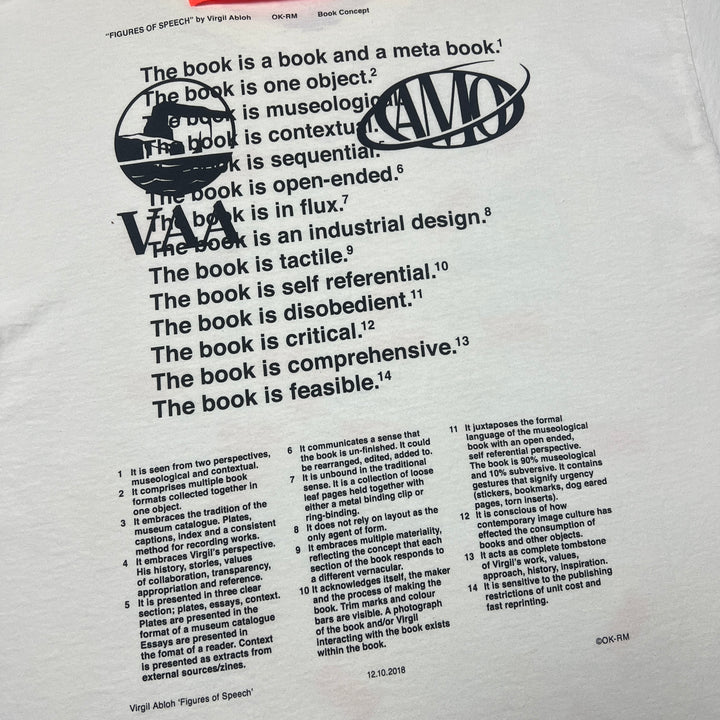 "FIGURES OF SPEECH" by Virgil Abloh OK-RM Book Concept
The book is a book and a meta book.¹
The book is one object.²
The book is museological.
The book is contextual.
The book is sequential.
AMO
The book is open-ended.⁶
The book is in flux.⁷
VAA
The book is an industrial design.⁸
The book is tactile.⁹
The book is self referential.¹⁰
The book is disobedient.¹¹
The book is critical.¹²
The book is comprehensive.¹³
The book is feasible.¹⁴
1 It is seen from two perspectives,
museological and contextual.
2 It comprises multiple book
formats collected together in
one object.
3 It embraces the tradition of the
museum catalogue. Plates,
captions, index and a consistent
method for recording works.
4 It embraces Virgil's perspective.
His history, stories, values
of collaboration, transparency,
appropriation and reference.
5 It is presented in three clear
section; plates, essays, context.
Plates are presented in the
format of a museum catalogue
Essays are presented in
the fomat of a reader. Context
is presented as extracts from
external sources/zines.
6 It communicates a sense that
the book is un-finished. It could
be rearranged, edited, added to.
7 It is unbound in the traditional
sense. It is a collection of loose
leaf pages held together with
either a metal binding clip or
ring-binding.
8 It does not rely on layout as the
only agent of form.
9 It embraces multiple materiality,
reflecting the concept that each
section of the book responds to
a different vernacular.
10 It acknowledges itself, the maker
and the process of making the
book. Trim marks and colour
bars are visible. A photograph
of the book and/or Virgil
interacting with the book exists
within the book.
11 It juxtaposes the formal
language of the museological
book with an open ended,
self referential perspective.
The book is 90% museological
and 10% subversive. It contains
gestures that signify urgency
(stickers, bookmarks, dog eared
pages, torn inserts).
12 It is conscious of how
contemporary image culture has
effected the consumption of
books and other objects.
13 It acts as complete tombstone
of Virgil's work, values,
approach, history, inspiration.
14 It is sensitive to the publishing
restrictions of unit cost and
fast reprinting.
©OK-RM
12.10.2018
Virgil Abloh 'Figures of Speech'